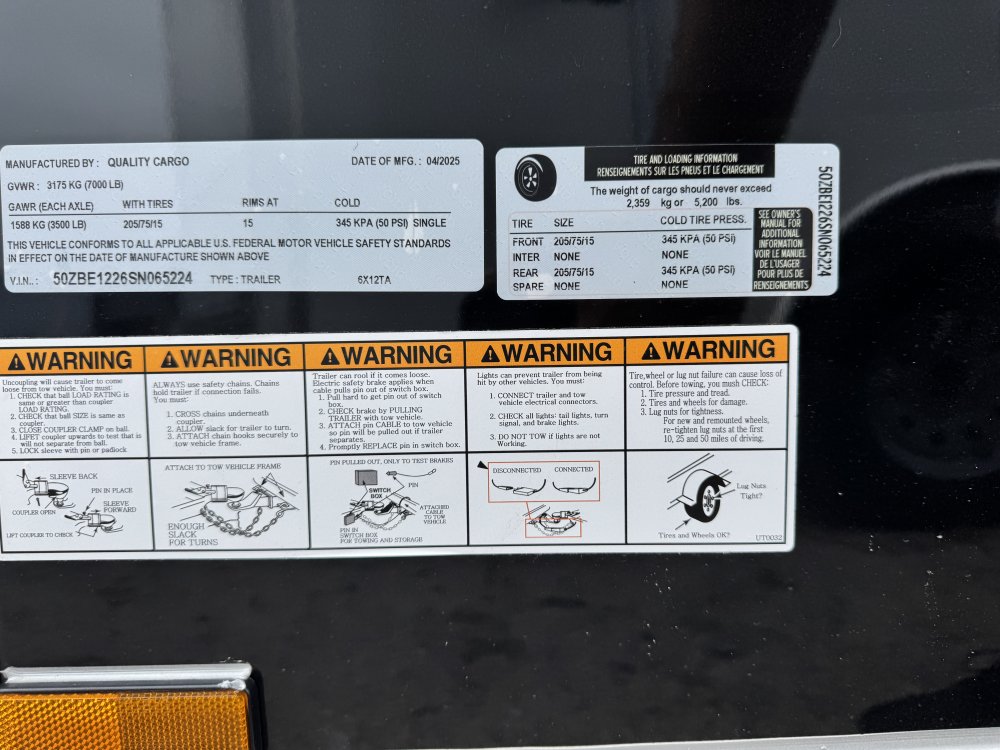 MANUFACTURED BY : QUALITY CARGO DATE OF MFG. : 04/2025
GVWR : 3175 KG (7000 LB)
GAWR (EACH AXLE) WITH TIRES RIMS AT COLD
1588 KG (3500 LB) 205/75/15 15 345 KPA (50 PSI) SINGLE
THIS VEHICLE CONFORMS TO ALL APPLICABLE U.S. FEDERAL MOTOR VEHICLE SAFETY STANDARDS
IN EFFECT ON THE DATE OF MANUFACTURE SHOWN ABOVE
V.I.N.. : 50ZBE1226SN065224 TYPE : TRAILER 6X12TA
TIRE AND LOADING INFORMATION
RENSEIGNEMENTS SUR LES PNEUS ET LE CHARGEMENT
The weight of cargo should never exceed
2,359 kg or 5,200 lbs.
TIRE SIZE COLD TIRE PRESS.
FRONT 205/75/15 345 KPA (50 PSI)
INTER NONE NONE
REAR 205/75/15 345 KPA (50 PSI)
SPARE NONE NONE
SEE OWNER'S
MANUAL FOR
ADDITIONAL
INFORMATION
VOIR LE MANUEL
DE L'USAGER
POUR PLUS DE
RENSEIGNEMENTS
50ZBE1226SN065224
WARNING
Uncoupling will cause trailer to come
loose from tow vehicle. You must:
1. CHECK that ball LOAD RATING is
same or greater than coupler
LOAD RATING.
2. CHECK that ball SIZE is same as
coupler.
3. CLOSE COUPLER CLAMP on ball.
4. LIFET coupler upwards to test that is
will not separate from ball.
5. LOCK sleeve with pin or padlock
SLEEVE BACK
PIN IN PLACE
COUPLER OPEN
SLEEVE
FORWARD
LIFT COUPLER TO CHECK
WARNING
ALWAYS use safety chains. Chains
hold trailer if connection fails.
You must:
1. CROSS chains underneath
coupler.
2. ALLOW slack for trailer to turn.
3. ATTACH chain hooks securely to
tow vehicle frame.
ATTACH TO TOW VEHICLE FRAME
ENOUGH
SLACK
FOR TURNS
WARNING
Trailer can rool if it comes loose.
Electric safety brake applies when
cable pulls pin out of switch box.
1. Pull hard to get pin out of switch
box.
2. CHECK brake by PULLING
TRAILER with tow vehicle.
3. ATTACH pin CABLE to tow vehicle
so pin will be pulled out if trailer
separates.
4. Promptly REPLACE pin in switch box.
PIN PULLED OUT, ONLY TO TEST BRAKES
PIN
SWITCH
BOX
ATTACHED
CABLE
TO TOW
VEHICLE
PIN IN
SWITCH BOX
FOR TOWING AND STORAGE
WARNING
Lights can prevent trailer from being
hit by other vehicles. You must:
1. CONNECT trailer and tow
vehicle electrical connectors.
2. CHECK all lights: tail lights, turn
signal, and brake lights.
3. DO NOT TOW if lights are not
Working.
DISCONNECTED CONNECTED
WARNING
Tire,wheel or lug nut failure can cause loss of
control. Before towing, you mush CHECK:
1. Tire pressure and tread.
2. Tires and wheels for damage.
3. Lug nuts for tightness.
For new and remounted wheels,
re-tighten lug nuts at the first
10, 25 and 50 miles of driving.
Lug Nuts
Tight?
Tires and Wheels OK?
UT0032